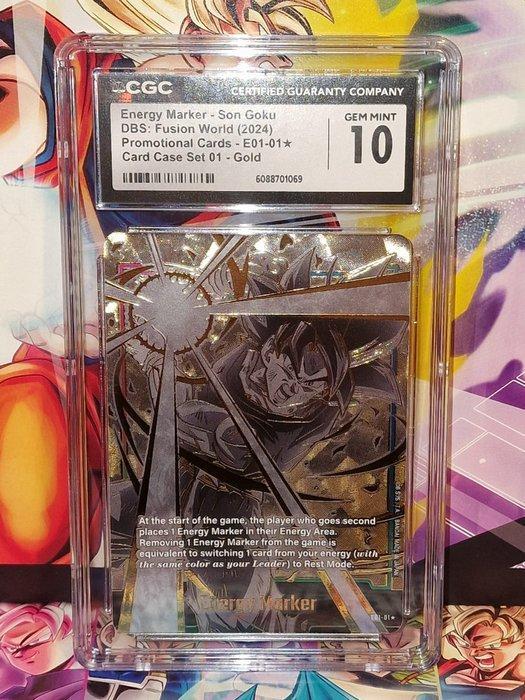 CGC CERTIFIED GUARANTY COMPANY
Energy Marker - Son Goku
DBS: Fusion World (2024)
Promotional Cards - E01-01★
Card Case Set 01 - Gold
GEM MINT
10
6088701069
At the start of the game, the player who goes second
places 1 Energy Marker in their Energy Area.
Removing 1 Energy Marker from the game is
equivalent to switching 1 card from your energy (with
the same color as your Leader) to Rest Mode.
Energy Marker
E01-01★